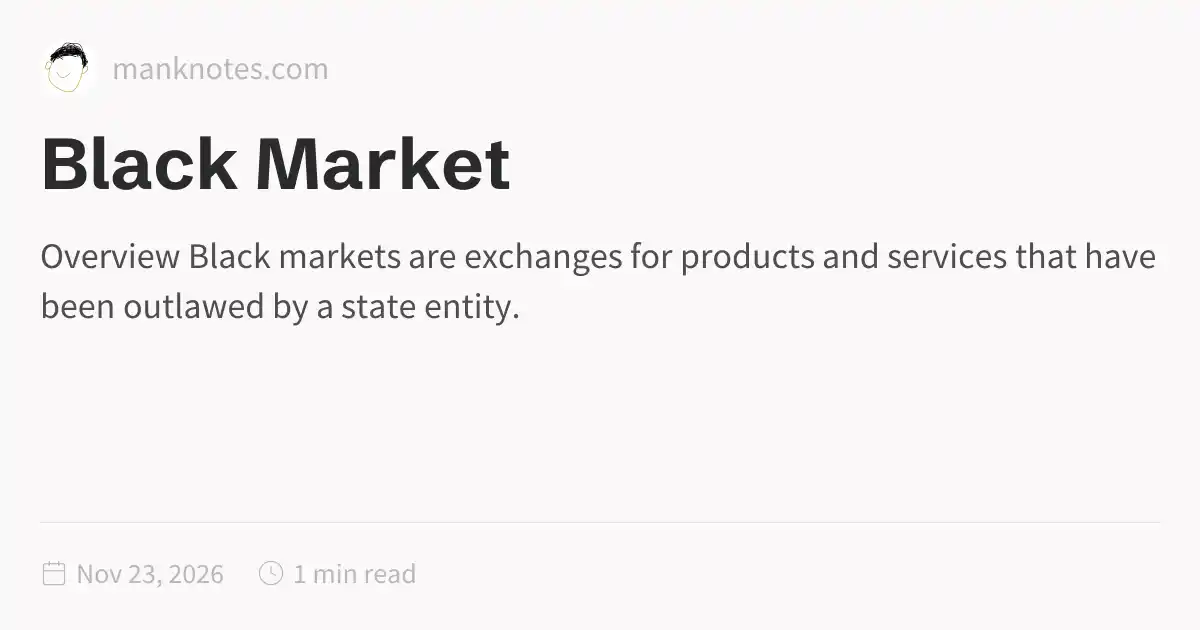 manknotes.com
Black Market
Overview Black markets are exchanges for products and services that have
been outlawed by a state entity.
Nov 23, 2026 1 min read